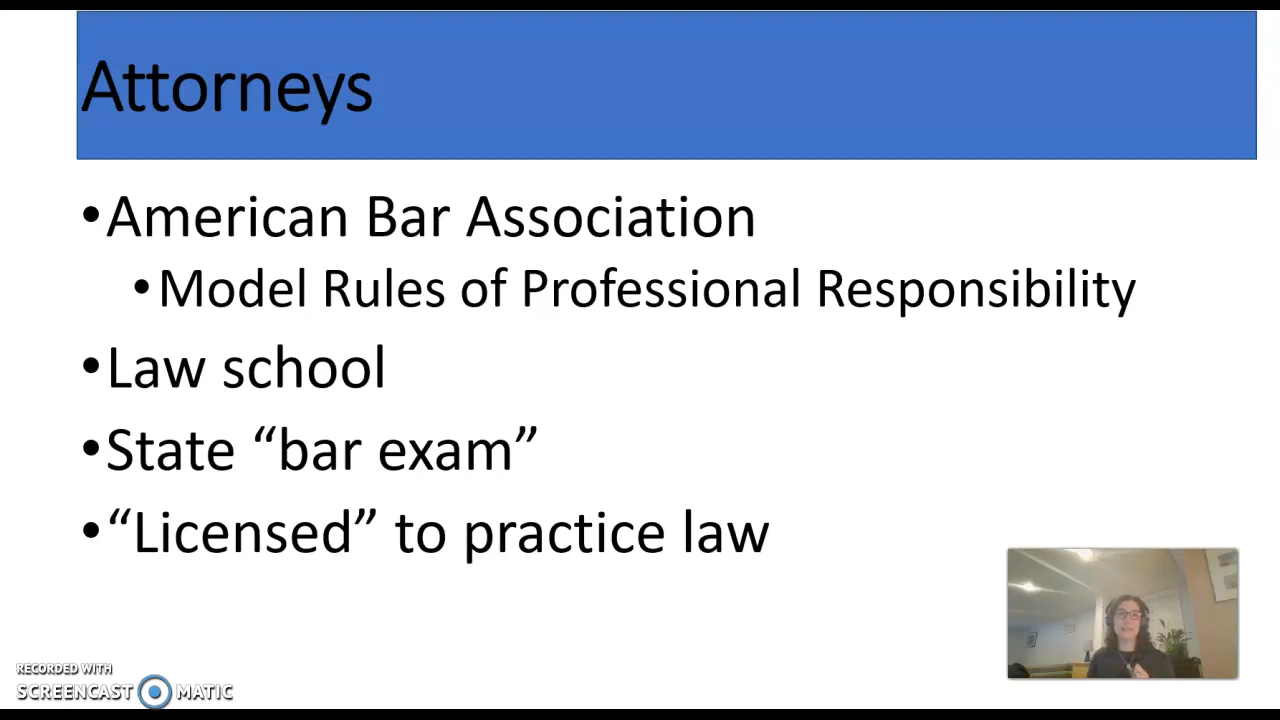 Attorneys
•American Bar Association
•Model Rules of Professional Responsibility
•Law school
•State “bar exam”
•“Licensed” to practice law
RECORDED WITH
SCREENCAST MATIC